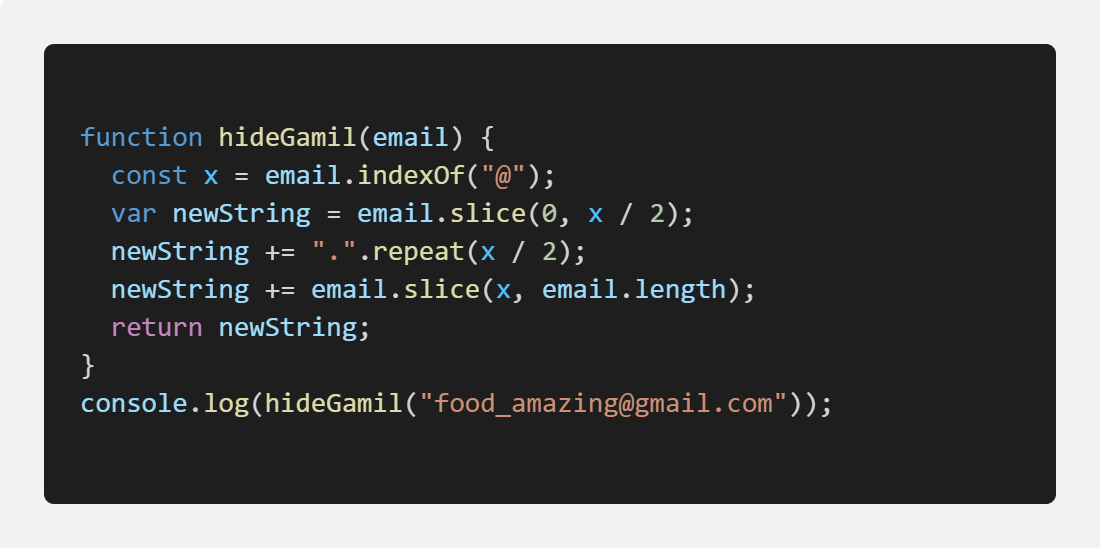 function hideGamil(email) {
  const x = email.indexOf("@");
  var newString = email.slice(0, x / 2);
  newString += ".".repeat(x / 2);
  newString += email.slice(x, email.length);
  return newString;
}
console.log(hideGamil("food_amazing@gmail.com"));